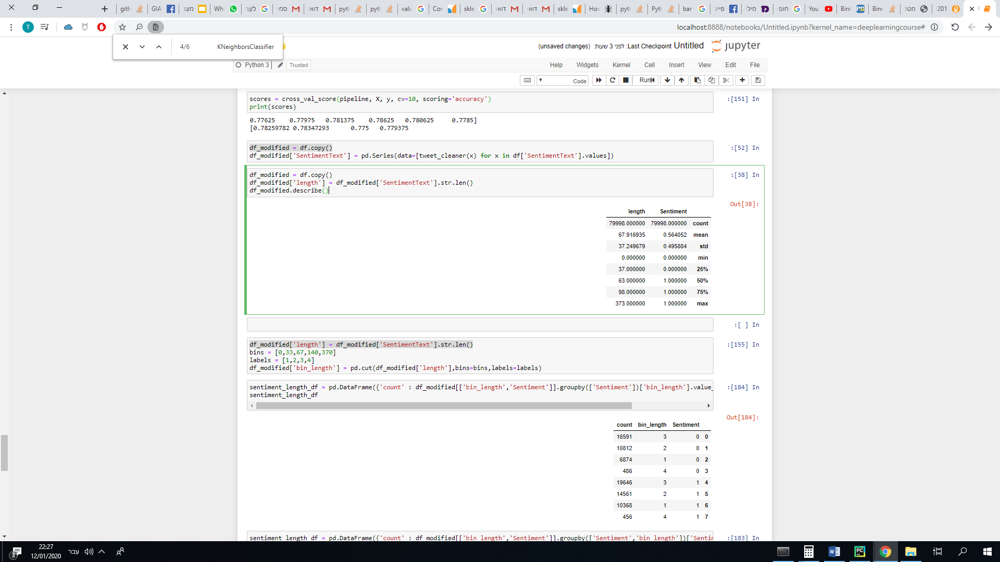 gith
GIA
מצג
Wh
לער
סמי
דואו
pytl
pyt
valu
Con
skle
דואו
דואו
skle
Hov
pytl
Pytl
bar
פייכ
מיל
חופו
You
Binr
Binr
מטל
201
T
localhost:8888/notebooks/Untitled.ipynb?kernel_name=deeplearningcourse#
4/6 KNeighborsClassifier
(unsaved changes) לפני 3 שעות :Last Checkpoint Untitled jupyter
Python 3 Trusted Help Widgets Kernel Cell Insert View Edit File
Code Run
scores = cross_val_score(pipeline, X, y, cv=10, scoring='accuracy') :[151] In
print(scores)
0.77625 0.77975 0.781375 0.78625 0.780625 0.7785]
[0.78259782 0.78347293 0.775 0.779375
df_modified = df.copy() :[52] In
df_modified['SentimentText'] = pd.Series(data=[tweet_cleaner(x) for x in df['SentimentText'].values])
df_modified = df.copy() :[38] In
df_modified['length'] = df_modified['SentimentText'].str.len()
df_modified.describe()
Out[38]:
length Sentiment
79998.000000 79998.000000 count
67.916935 0.564052 mean
37.249679 0.495884 std
0.000000 0.000000 min
37.000000 0.000000 25%
63.000000 1.000000 50%
98.000000 1.000000 75%
373.000000 1.000000 max
:[ ] In
df_modified['length'] = df_modified['SentimentText'].str.len() :[155] In
bins = [0,33,67,140,370]
labels = [1,2,3,4]
df_modified['bin_length'] = pd.cut(df_modified['length'],bins=bins,labels=labels)
sentiment_length_df = pd.DataFrame({'count' : df_modified[['bin_length','Sentiment']].groupby(['Sentiment'])['bin_length'].value_ :[184] In
sentiment_length_df
Out[184]:
count bin_length Sentiment
16591 3 0 0
10812 2 0 1
6874 1 0 2
486 4 0 3
19646 3 1 4
14561 2 1 5
10368 1 1 6
456 4 1 7
sentiment_length_df = pd.DataFrame({'count' : df_modified[['bin_length','Sentiment']].groupby(['Sentiment','bin_length'])['Sentin :[183] In
3
22:27
12/01/2020
עבר
PC